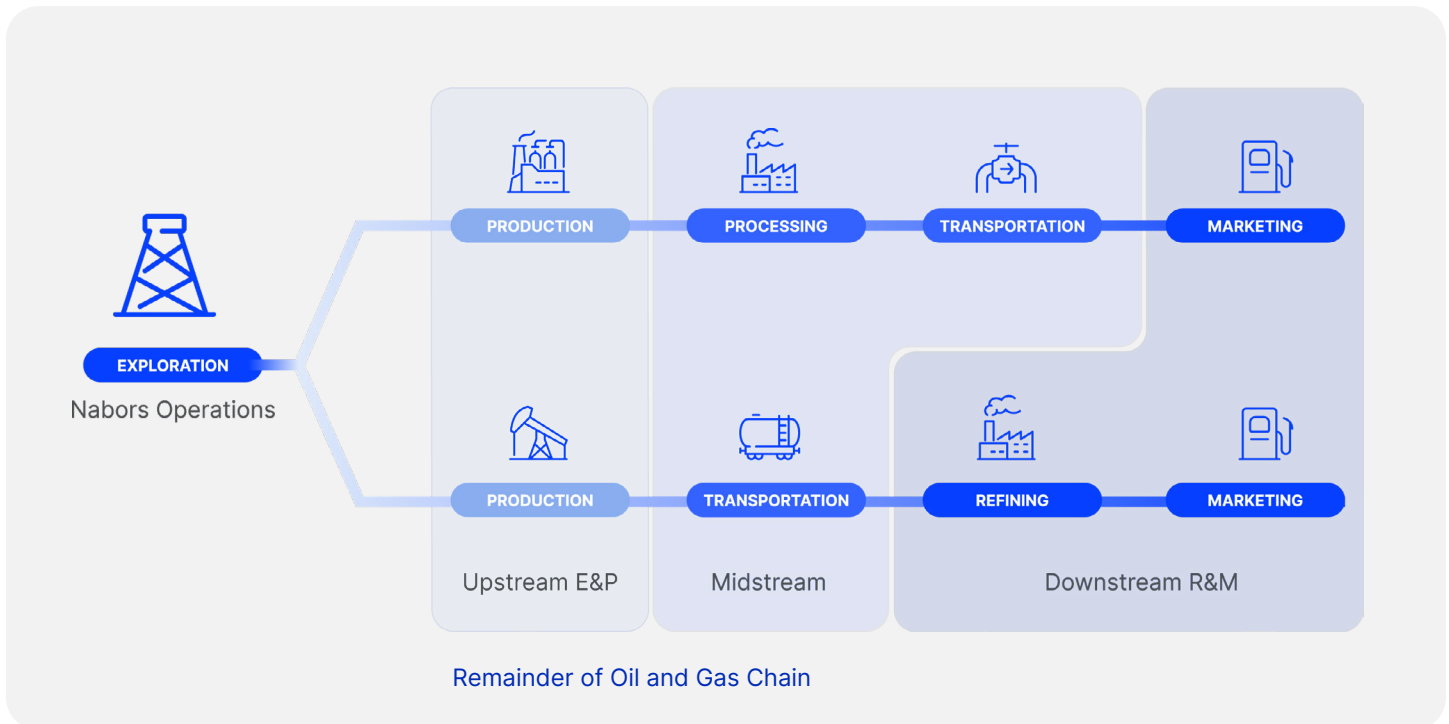 PRODUCTION
PROCESSING
TRANSPORTATION
MARKETING
EXPLORATION
Nabors Operations
PRODUCTION
TRANSPORTATION
REFINING
MARKETING
Upstream E&P
Midstream
Downstream R&M
Remainder of Oil and Gas Chain